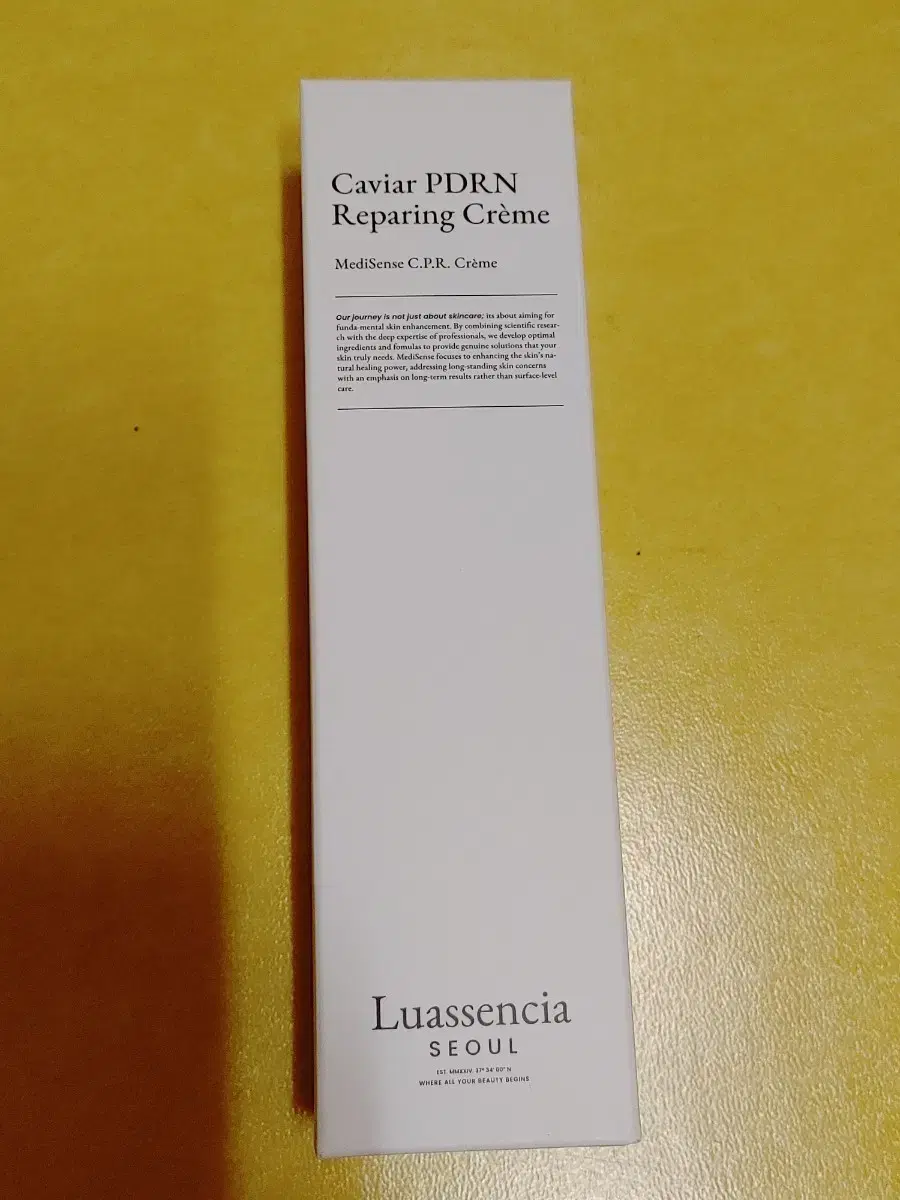 Caviar PDRN
Reparing Crème
MediSense C.P.R. Crème
Our journey is not just about skincare; its about aiming for
funda-mental skin enhancement. By combining scientific resear-
ch with the deep expertise of professionals, we develop optimal
ingredients and fomulas to provide genuine solutions that your
skin truly needs. MediSense focuses to enhancing the skin's na-
tural healing power, addressing long-standing skin concerns
with an emphasis on long-term results rather than surface-level
care.
Luassencia
SEOUL
EST. MMXXIV. 37° 34' 00" N
WHERE ALL YOUR BEAUTY BEGINS